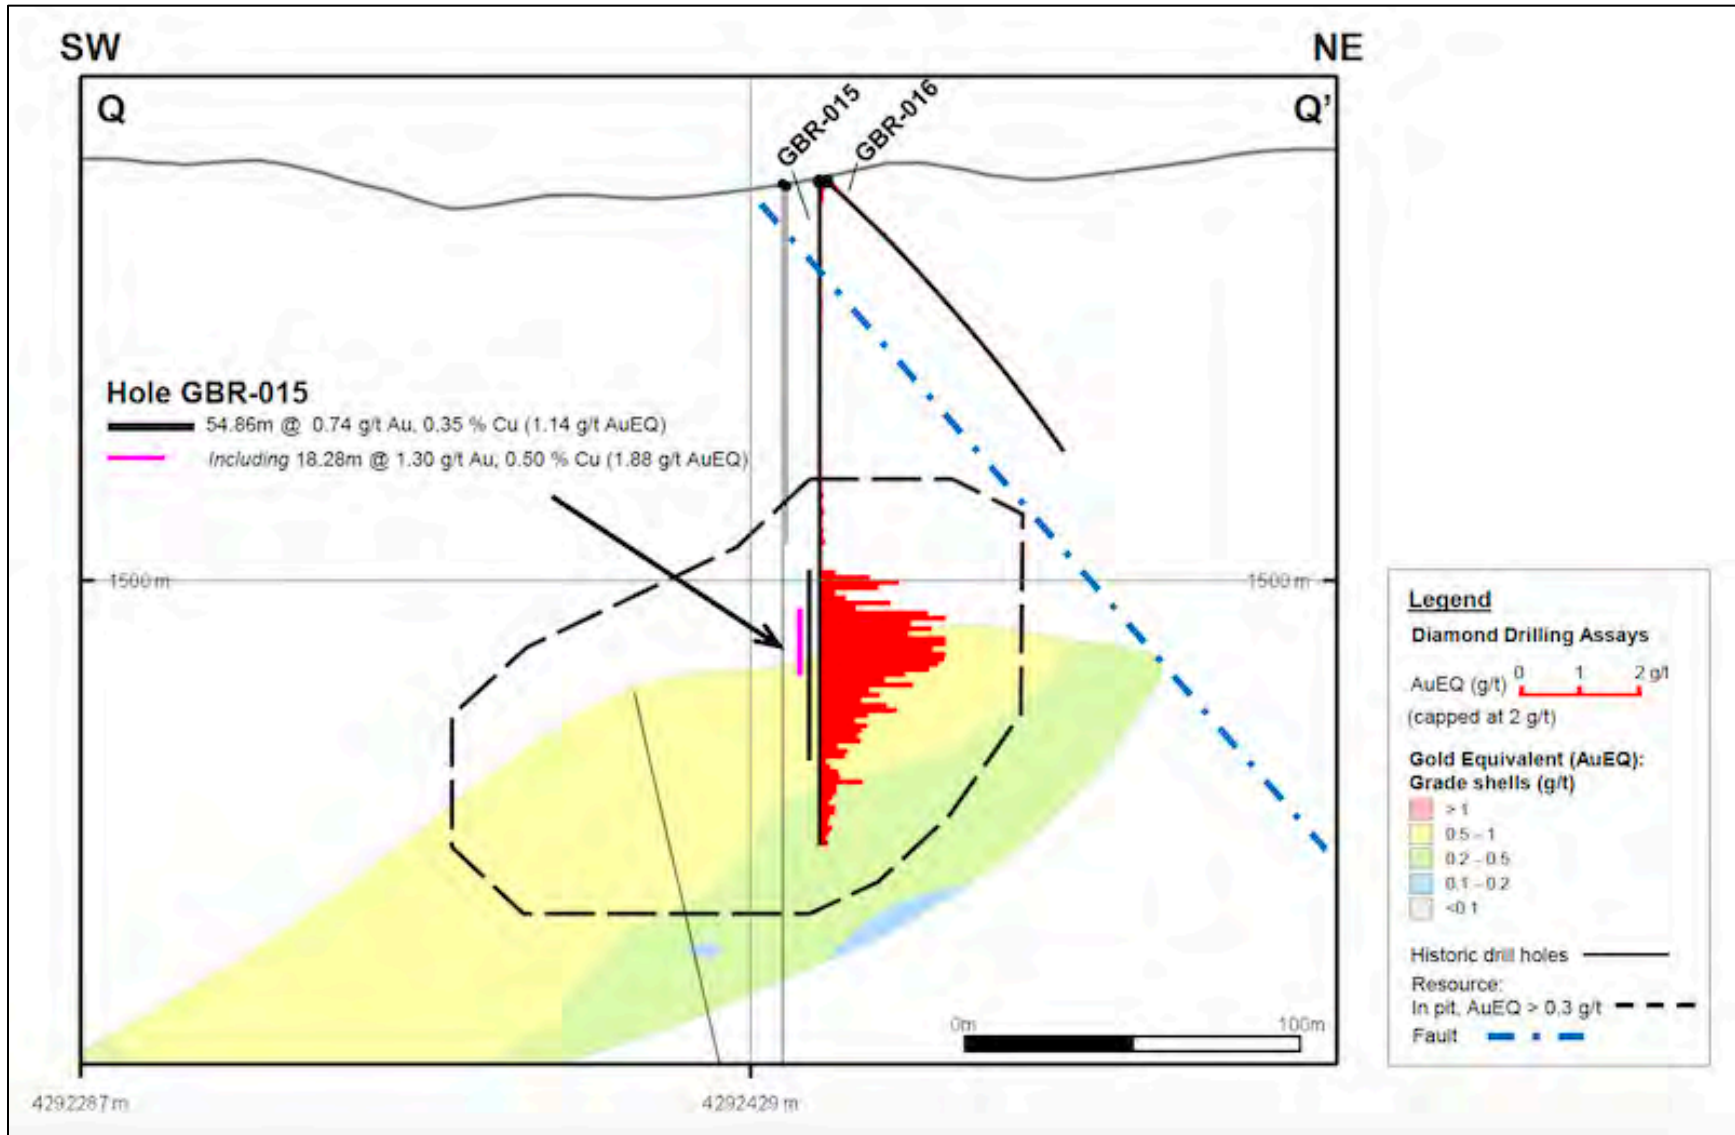 SW
NE
Q
Q'
GBR-015
GBR-016
Hole GBR-015
54.86m @ 0.74 g/t Au, 0.35 % Cu (1.14 g/t AuEQ)
Including 18.28m @ 1.30 g/t Au, 0.50 % Cu (1.88 g/t AuEQ)
1500 m
1500 m
0m
100m
4292287 m
4292429 m
Legend
Diamond Drilling Assays
0 1 2 g/t
AuEQ (g/t)
(capped at 2 g/t)
Gold Equivalent (AuEQ):
Grade shells (g/t)
> 1
0.5 - 1
0.2 - 0.5
0.1 - 0.2
<0.1
Historic drill holes
Resource:
In pit, AuEQ > 0.3 g/t
Fault